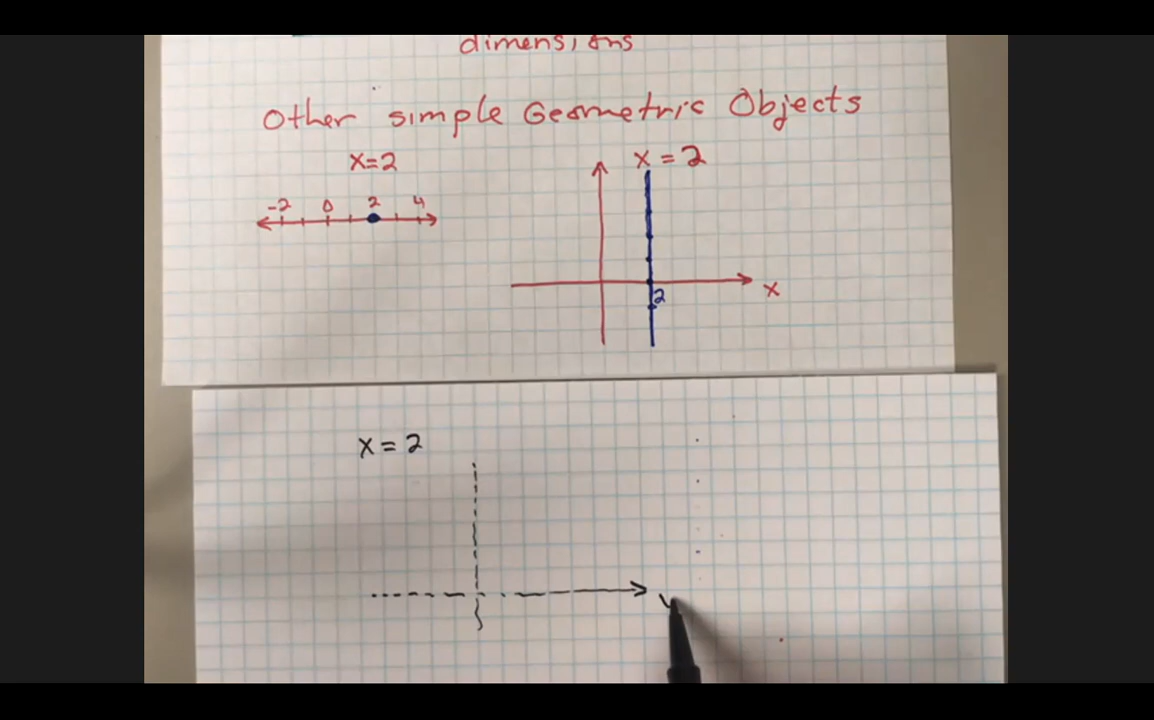 dimensions
Other simple Geometric Objects
x=2
-2 0 2 4
x = 2
2
x
x = 2